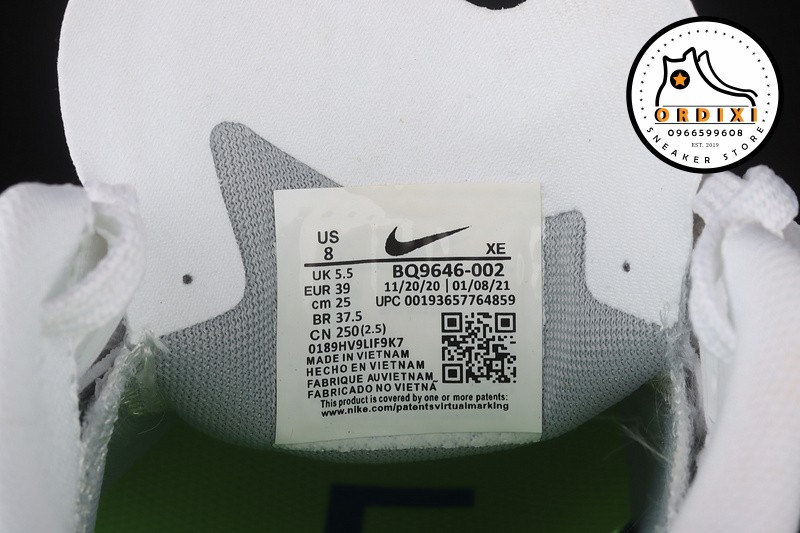 ORDIXI
0966599608
EST. 2019
SNEAKER STORE
US
8
XE
UK 5.5
EUR 39
cm 25
BR 37.5
CN 250(2.5)
BQ9646-002
11/20/20 | 01/08/21
UPC 00193657764859
0189HV9LIF9K7
MADE IN VIETNAM
HECHO EN VIETNAM
FABRIQUE AUVIETNAM
FABRICADO NO VIETNA
This product is covered by one or more patents:
www.nike.com/patentsvirtualmarking